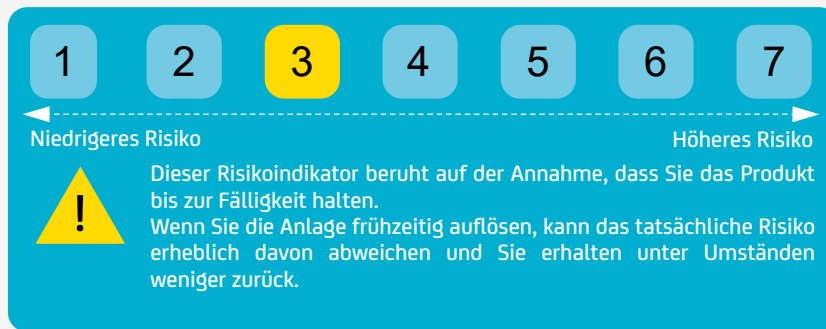 1 2 3 4 5 6 7
Niedrigeres Risiko Höheres Risiko
!
Dieser Risikoindikator beruht auf der Annahme, dass Sie das Produkt
bis zur Fälligkeit halten.
Wenn Sie die Anlage frühzeitig auflösen, kann das tatsächliche Risiko
erheblich davon abweichen und Sie erhalten unter Umständen
weniger zurück.